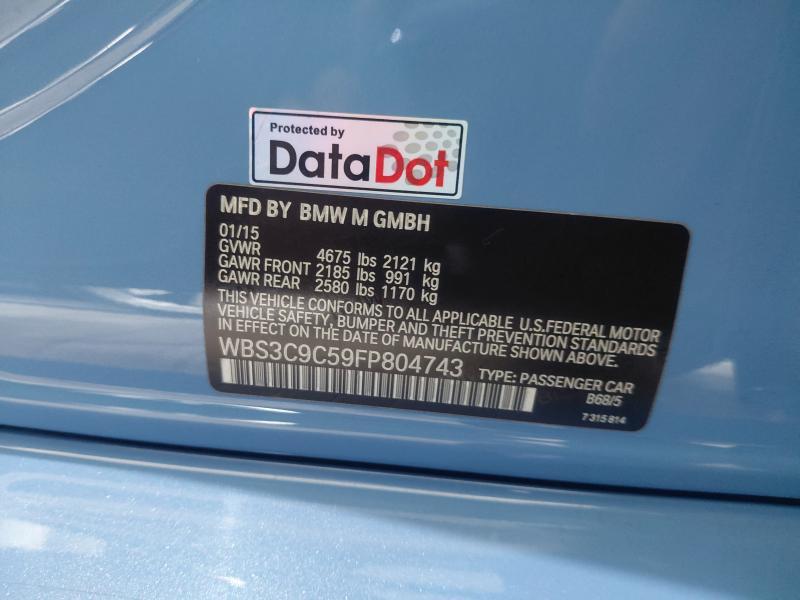 Protected by
DataDot
MFD BY BMW M GMBH
01/15
GVWR 4675 lbs 2121 kg
GAWR FRONT 2185 lbs 991 kg
GAWR REAR 2580 lbs 1170 kg
THIS VEHICLE CONFORMS TO ALL APPLICABLE U.S.FEDERAL MOTOR
VEHICLE SAFETY, BUMPER, AND THEFT PREVENTION STANDARDS
IN EFFECT ON THE DATE OF MANUFACTURE SHOWN ABOVE.
WBS3C9C59FP804743 TYPE: PASSENGER CAR
B68/5
7 315 814